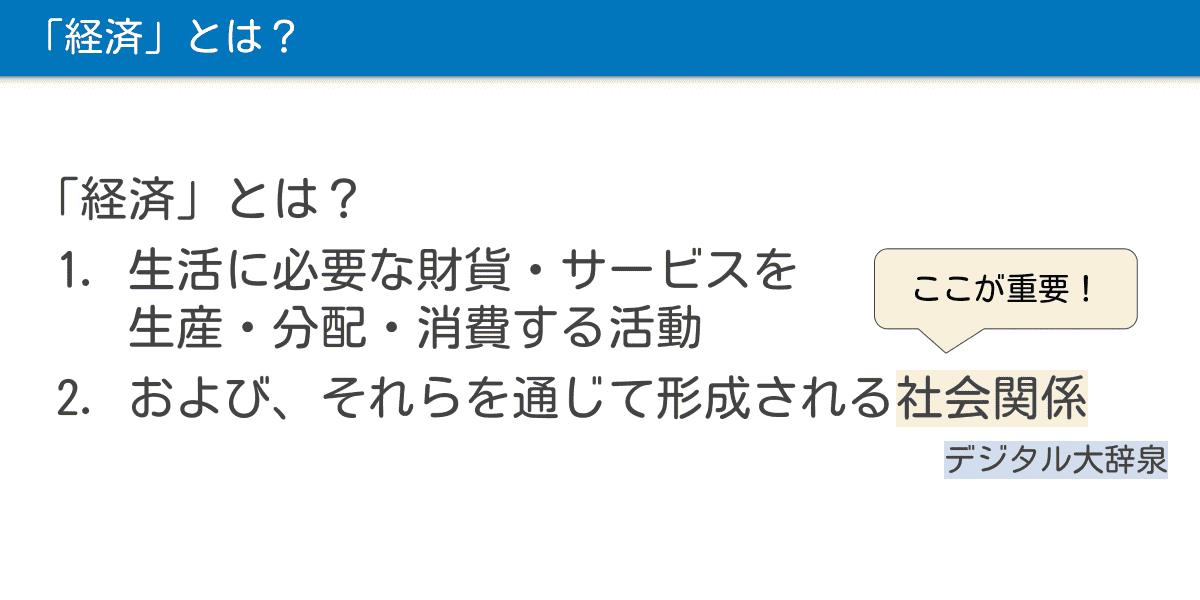 「経済」とは？
「経済」とは？
1. 生活に必要な財貨・サービスを
生産・分配・消費する活動
ここが重要！
2. および、それらを通じて形成される社会関係
デジタル大辞泉